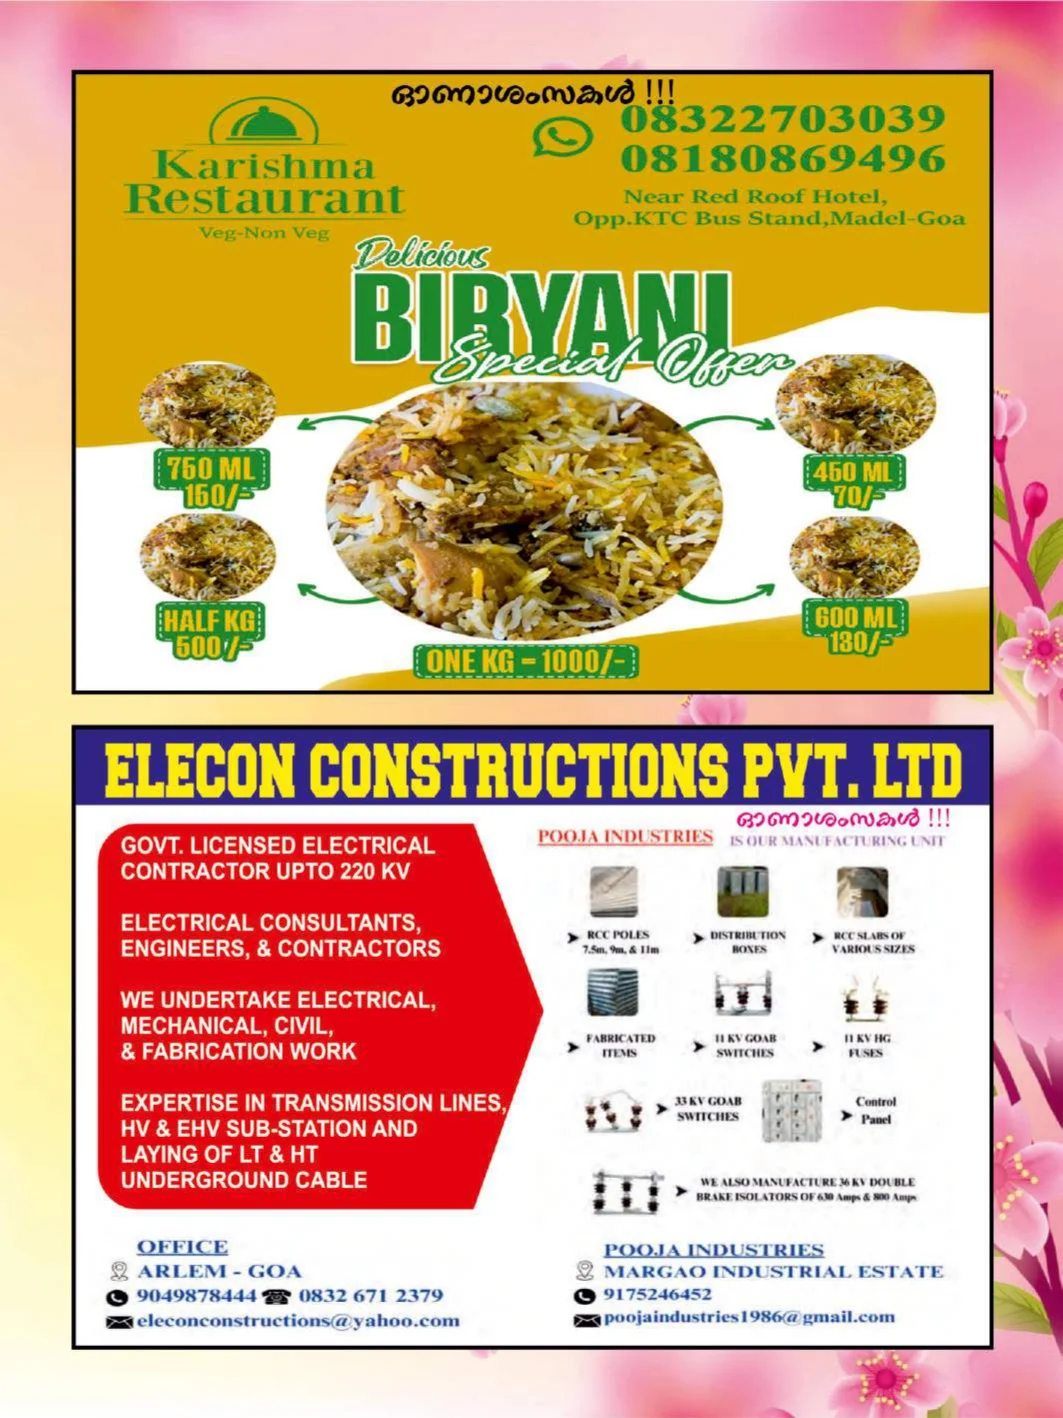 ഓണാശംസകൾ !!!
Karishma
Restaurant
Veg-Non Veg
08322703039
08180869496
Near Red Roof Hotel,
Opp.KTC Bus Stand,Madel-Goa
Delicious
BIRYANI
Special Offer
750 ML
150/-
450 ML
70/-
HALF KG
500/-
600 ML
130/-
ONE KG = 1000/-
ELECON CONSTRUCTIONS PVT. LTD
ഓണാശംസകൾ !!!
GOVT. LICENSED ELECTRICAL
CONTRACTOR UPTO 220 KV
ELECTRICAL CONSULTANTS,
ENGINEERS, & CONTRACTORS
WE UNDERTAKE ELECTRICAL,
MECHANICAL, CIVIL,
& FABRICATION WORK
EXPERTISE IN TRANSMISSION LINES,
HV & EHV SUB-STATION AND
LAYING OF LT & HT
UNDERGROUND CABLE
POOJA INDUSTRIES IS OUR MANUFACTURING UNIT
RCC POLES
7.5m, 9m, & 11m
DISTRIBUTION
BOXES
RCC SLABS OF
VARIOUS SIZES
FABRICATED
ITEMS
11 KV GOAB
SWITCHES
11 KV HG
FUSES
33 KV GOAB
SWITCHES
Control
Panel
WE ALSO MANUFACTURE 36 KV DOUBLE
BRAKE ISOLATORS OF 630 Amps & 800 Amps
OFFICE
ARLEM - GOA
9049878444 0832 671 2379
eleconconstructions@yahoo.com
POOJA INDUSTRIES
MARGAO INDUSTRIAL ESTATE
9175246452
poojaindustries1986@gmail.com